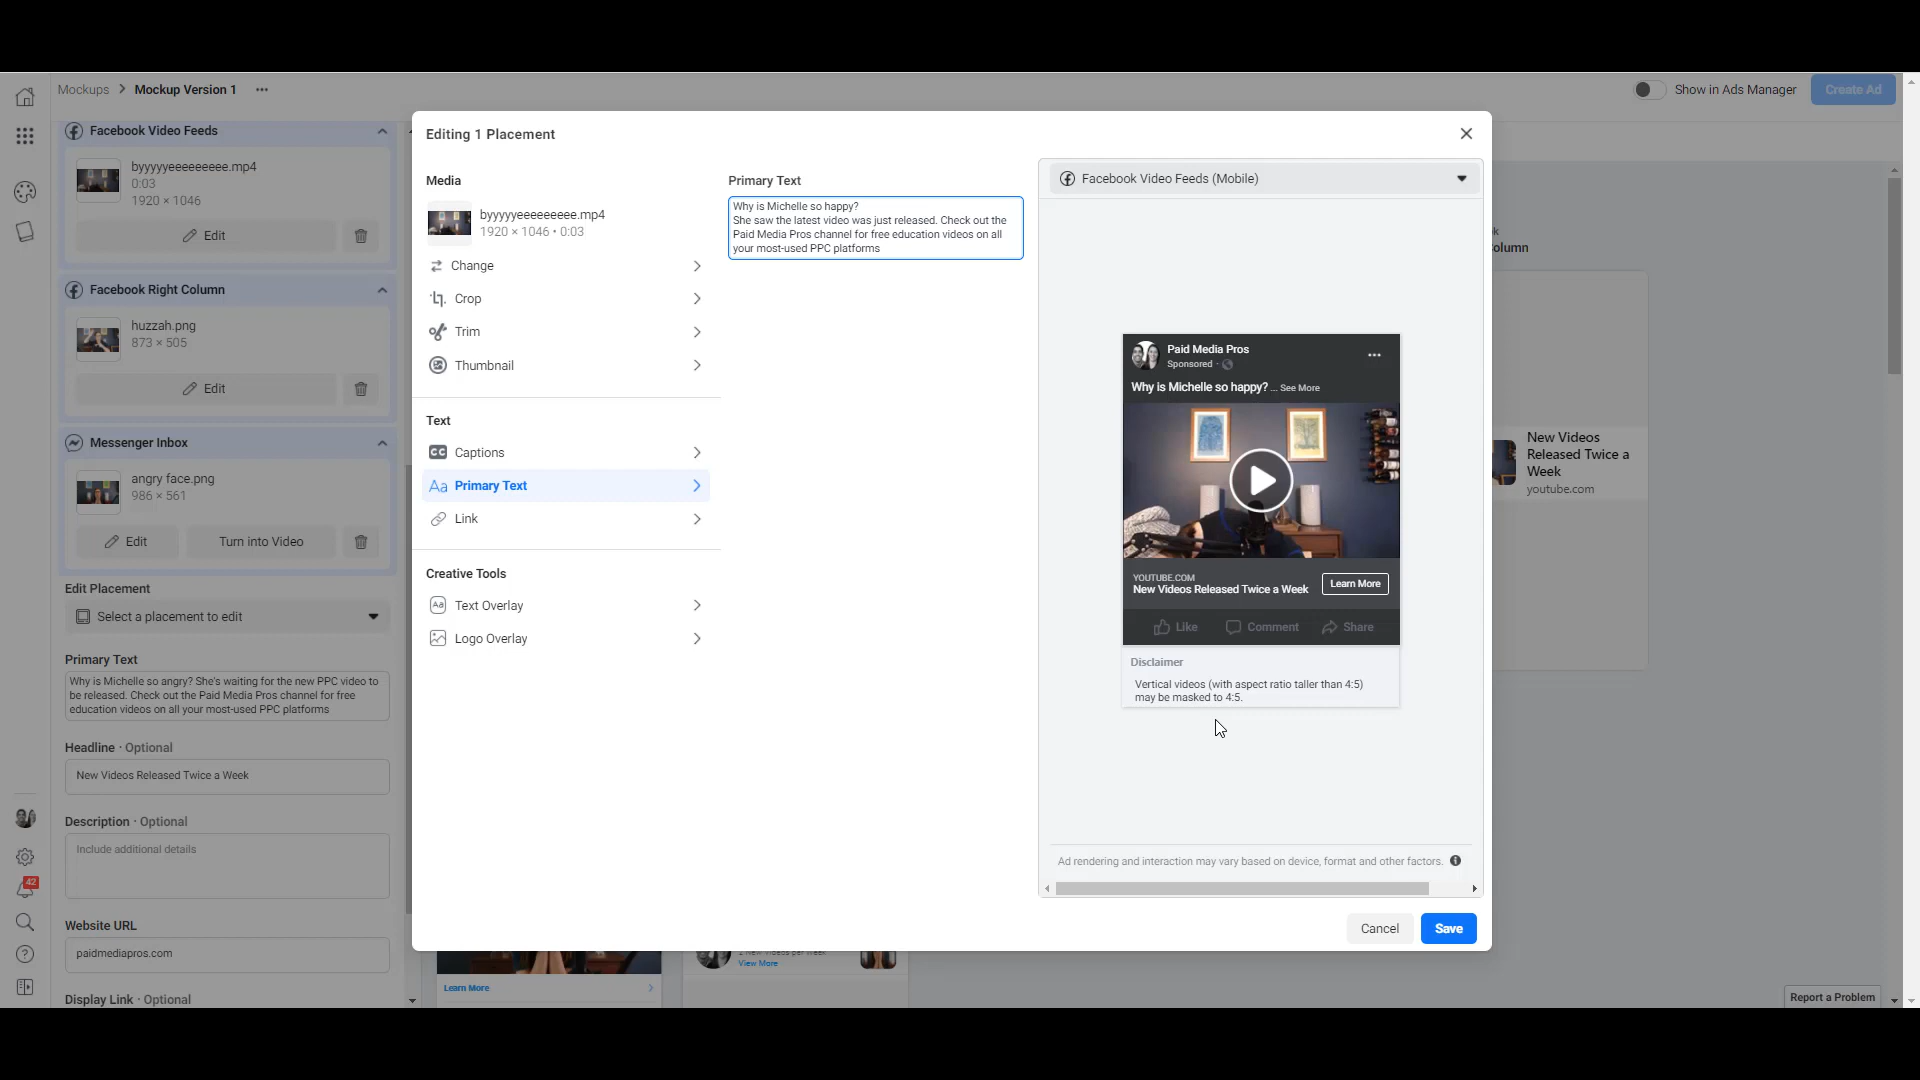 Mockups > Mockup Version 1 ...
Show in Ads Manager
Create Ad
Facebook Video Feeds
byyyyyeeeeeeeee.mp4
0:03
1920 × 1046
Edit
Facebook Right Column
huzzah.png
873 × 505
Edit
Messenger Inbox
angry face.png
986 × 561
Edit
Turn into Video
Edit Placement
Select a placement to edit
Primary Text
Why is Michelle so angry? She's waiting for the new PPC video to
be released. Check out the Paid Media Pros channel for free
education videos on all your most-used PPC platforms
Headline · Optional
New Videos Released Twice a Week
Description · Optional
Include additional details
Website URL
paidmediapros.com
Display Link · Optional
42
Editing 1 Placement
Media
byyyyyeeeeeeeee.mp4
1920 × 1046 • 0:03
Change
Crop
Trim
Thumbnail
Text
CC Captions
Aa Primary Text
Link
Creative Tools
Aa Text Overlay
Logo Overlay
Primary Text
Why is Michelle so happy?
She saw the latest video was just released. Check out the
Paid Media Pros channel for free education videos on all
your most-used PPC platforms
Facebook Video Feeds (Mobile)
Paid Media Pros
Sponsored ·
Why is Michelle so happy? ... See More
YOUTUBE.COM
New Videos Released Twice a Week
Learn More
Like
Comment
Share
Disclaimer
Vertical videos (with aspect ratio taller than 4:5)
may be masked to 4:5.
Ad rendering and interaction may vary based on device, format and other factors.
Cancel
Save
olumn
New Videos
Released Twice a
Week
youtube.com
Learn More
View More
Report a Problem